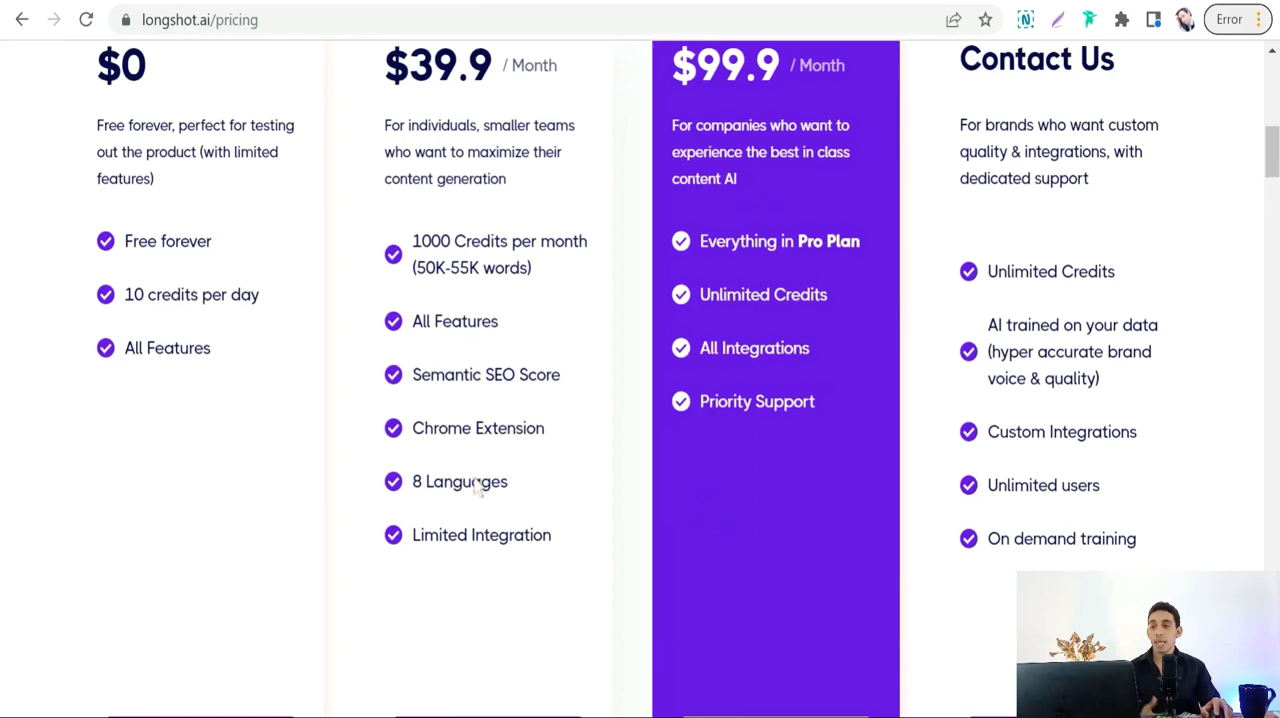 longshot.ai/pricing
Error
$0
Free forever, perfect for testing
out the product (with limited
features)
Free forever
10 credits per day
All Features
$39.9 / Month
For individuals, smaller teams
who want to maximize their
content generation
1000 Credits per month
(50K-55K words)
All Features
Semantic SEO Score
Chrome Extension
8 Languages
Limited Integration
$99.9 / Month
For companies who want to
experience the best in class
content AI
Everything in Pro Plan
Unlimited Credits
All Integrations
Priority Support
Contact Us
For brands who want custom
quality & integrations, with
dedicated support
Unlimited Credits
AI trained on your data
(hyper accurate brand
voice & quality)
Custom Integrations
Unlimited users
On demand training